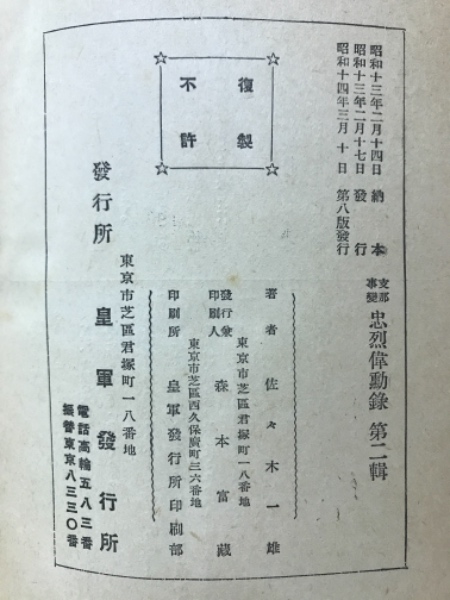 昭和十三年二月十四日 納本
昭和十三年二月十七日 發行
昭和十四年三月十日 第八版發行
復製
不許
支那事變 忠烈偉勳錄 第二輯
著者 佐々木一雄
東京市芝區君塚町一八番地
發行兼印刷人 森本富藏
東京市芝區西久保廣町三六番地
印刷所 皇軍發行所印刷部
東京市芝區君塚町一八番地
發行所 皇軍發行所
電話高輪五八三番
振替東京八三三〇番